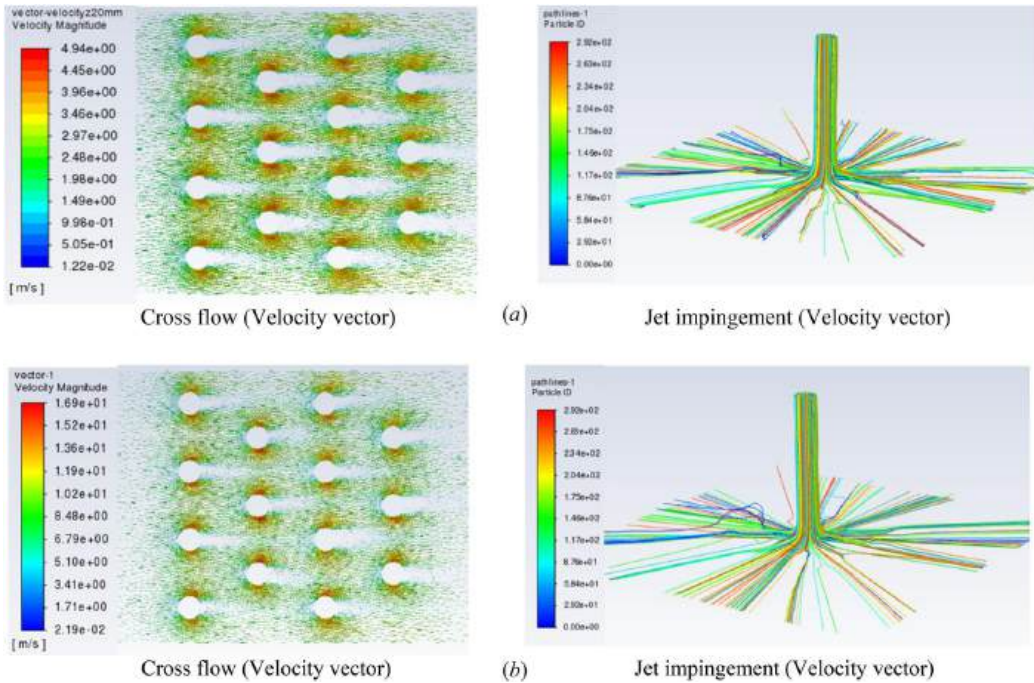 vector-velocityz20mm
Velocity Magnitude
4.94e+00
4.45e+00
3.96e+00
3.46e+00
2.97e+00
2.48e+00
1.99e+00
1.49e+00
9.96e-01
5.05e-01
1.22e-02
[ m/s ]
Cross flow (Velocity vector)
(a)
pathlines-1
Particle ID
2.92e+02
2.63e+02
2.34e+02
2.04e+02
1.75e+02
1.46e+02
1.17e+02
8.76e+01
5.84e+01
2.92e+01
0.00e+00
Jet impingement (Velocity vector)
vector-1
Velocity Magnitude
1.69e+01
1.52e+01
1.36e+01
1.19e+01
1.02e+01
8.48e+00
6.79e+00
5.10e+00
3.40e+00
1.71e+00
2.19e-02
[ m/s ]
Cross flow (Velocity vector)
(b)
pathlines-1
Particle ID
2.92e+02
2.63e+02
2.34e+02
2.04e+02
1.75e+02
1.46e+02
1.17e+02
8.76e+01
5.84e+01
2.92e+01
0.00e+00
Jet impingement (Velocity vector)